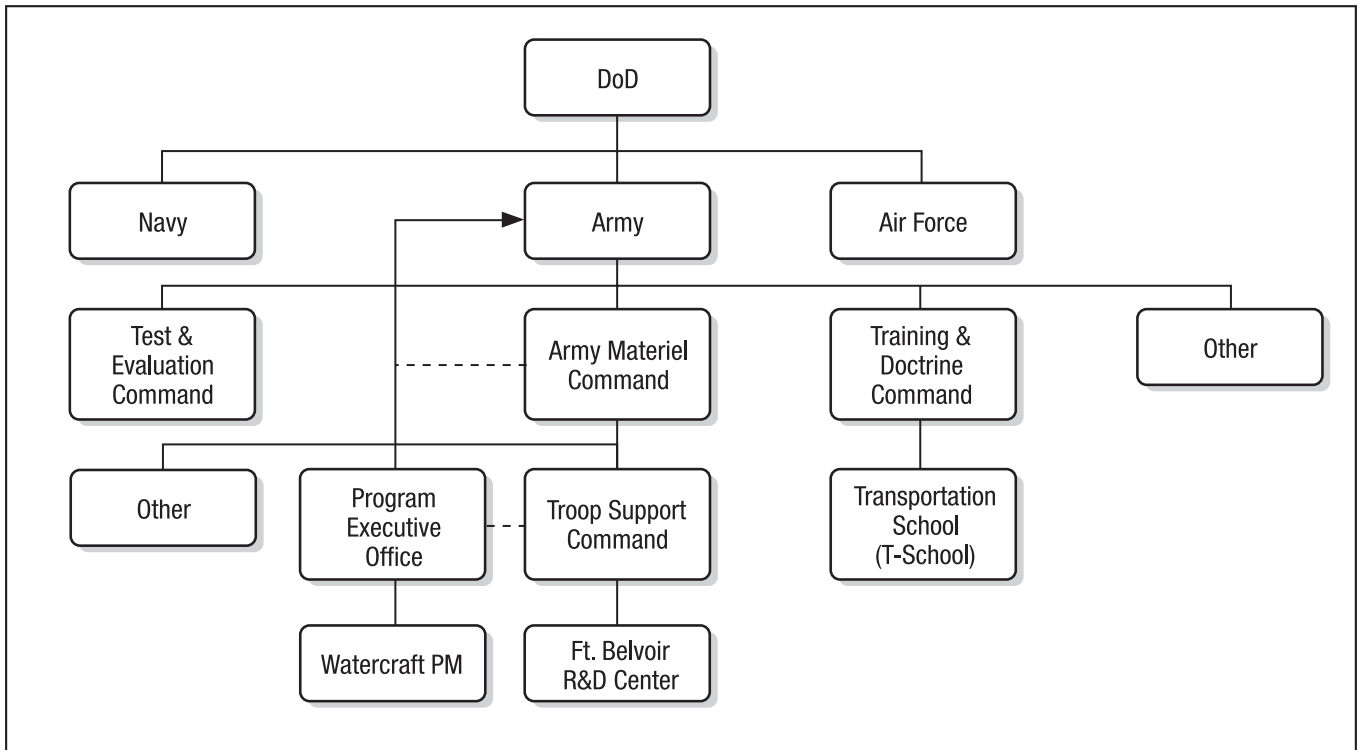 DoD
Navy
Army
Air Force
Test &
Evaluation
Command
Army Materiel
Command
Training &
Doctrine
Command
Other
Other
Program
Executive
Office
Troop Support
Command
Transportation
School
(T-School)
Watercraft PM
Ft. Belvoir
R&D Center